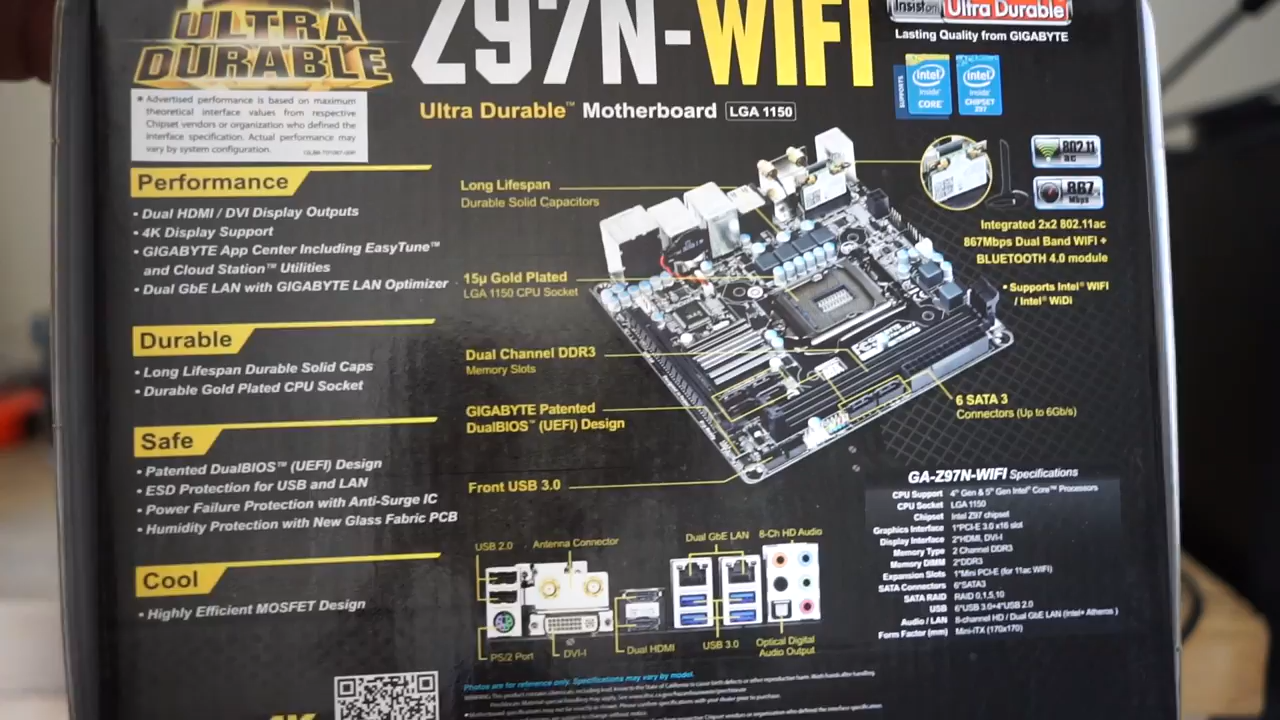 ULTRA
DURABLE
Z97N-WIFI
Insist on Ultra Durable™
Lasting Quality from GIGABYTE
Ultra Durable™ Motherboard LGA 1150
SUPPORTS
intel inside CORE™
intel inside CHIPSET Z97
* Advertised performance is based on maximum
theoretical interface values from respective
Chipset vendors or organization who defined the
interface specification. Actual performance may
vary by system configuration.
Performance
• Dual HDMI / DVI Display Outputs
• 4K Display Support
• GIGABYTE App Center Including EasyTune™
and Cloud Station™ Utilities
• Dual GbE LAN with GIGABYTE LAN Optimizer
Durable
• Long Lifespan Durable Solid Caps
• Durable Gold Plated CPU Socket
Safe
• Patented DualBIOS™ (UEFI) Design
• ESD Protection for USB and LAN
• Power Failure Protection with Anti-Surge IC
• Humidity Protection with New Glass Fabric PCB
Cool
• Highly Efficient MOSFET Design
Long Lifespan
Durable Solid Capacitors
15μ Gold Plated
LGA 1150 CPU Socket
Dual Channel DDR3
Memory Slots
GIGABYTE Patented
DualBIOS™ (UEFI) Design
Front USB 3.0
802.11
ac
867
Mbps
Integrated 2x2 802.11ac
867Mbps Dual Band WIFI +
BLUETOOTH 4.0 module
• Supports Intel® WIFI
/ Intel® WiDi
6 SATA 3
Connectors (Up to 6Gb/s)
USB 2.0
Antenna Connector
Dual GbE LAN
8-Ch HD Audio
PS/2 Port
DVI-I
Dual HDMI
USB 3.0
Optical Digital
Audio Output
GA-Z97N-WIFI Specifications
CPU Support 4th Gen & 5th Gen Intel® Core™ Processors
CPU Socket LGA 1150
Chipset Intel Z97 chipset
Graphics Interface 1*PCI-E 3.0 x16 slot
Display Interface 2*HDMI, DVI-I
Memory Type 2 Channel DDR3
Memory DIMM 2*DDR3
Expansion Slots 1*Mini PCI-E (for 11ac WIFI)
SATA Connectors 6*SATA3
SATA RAID RAID 0,1,5,10
USB 6*USB 3.0+4*USB 2.0
Audio / LAN 8-channel HD / Dual GbE LAN (Intel+ Atheros )
Form Factor (mm) Mini-ITX (170x170)
Photos are for reference only. Specifications may vary by model.